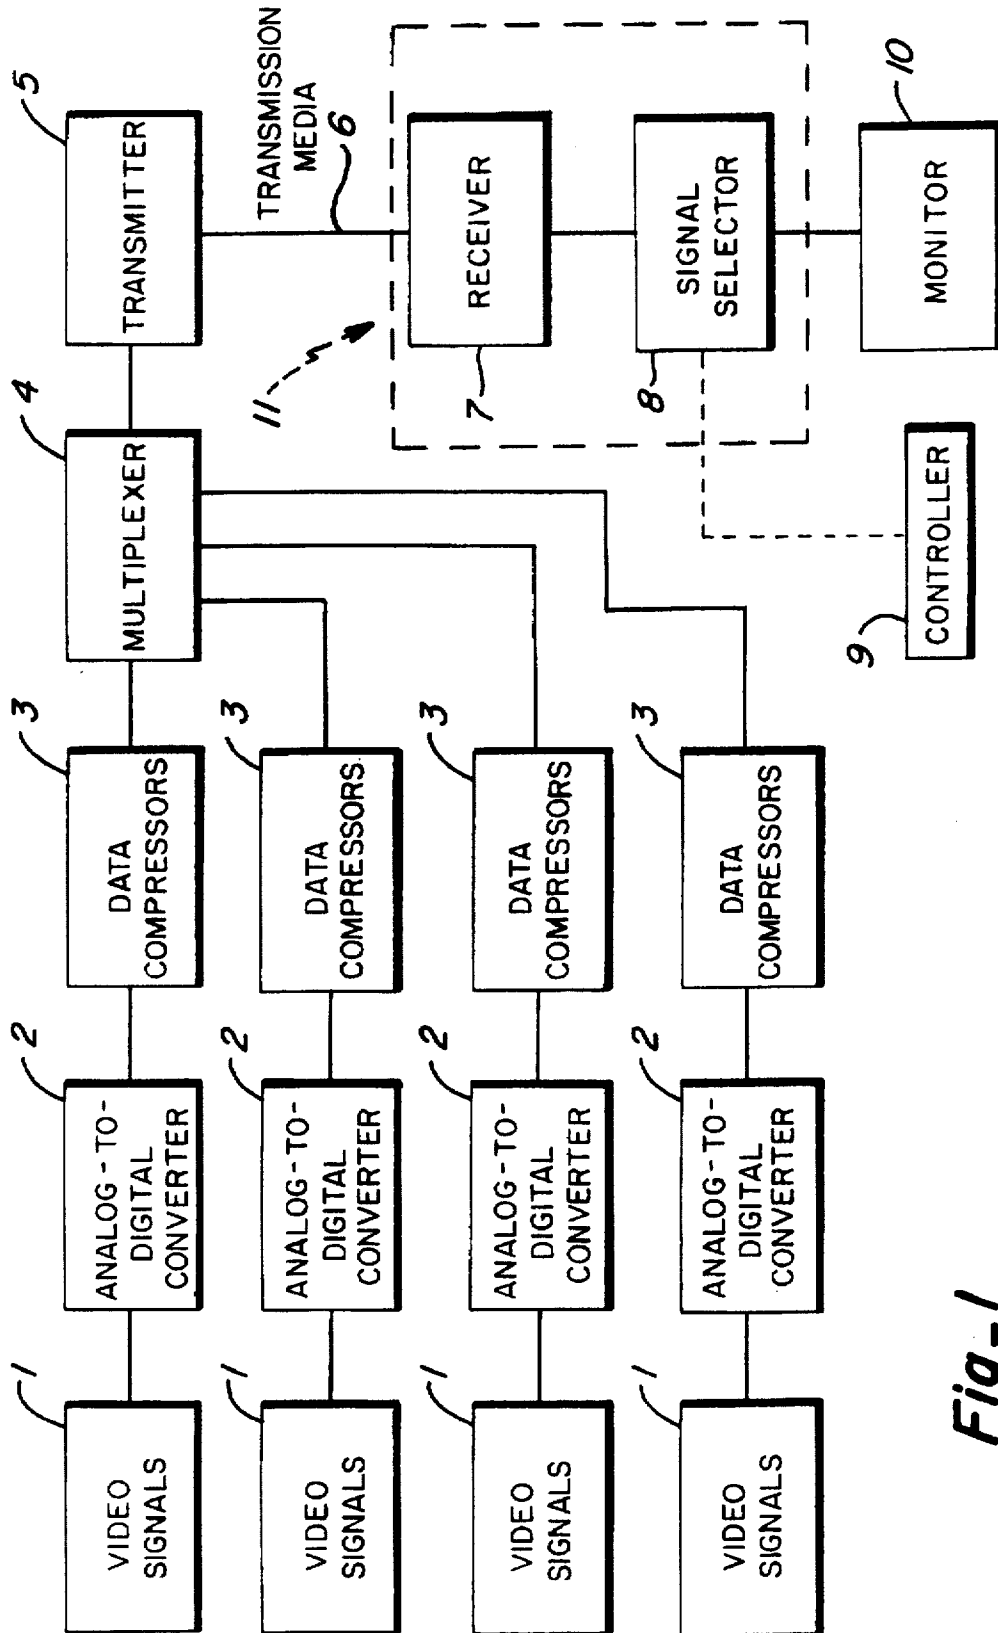 1
VIDEO
SIGNALS
2
ANALOG-TO-
DIGITAL
CONVERTER
3
DATA
COMPRESSORS
4
MULTIPLEXER
5
TRANSMITTER
1
VIDEO
SIGNALS
2
ANALOG-TO-
DIGITAL
CONVERTER
3
DATA
COMPRESSORS
1
VIDEO
SIGNALS
2
ANALOG-TO-
DIGITAL
CONVERTER
3
DATA
COMPRESSORS
1
VIDEO
SIGNALS
2
ANALOG-TO-
DIGITAL
CONVERTER
3
DATA
COMPRESSORS
TRANSMISSION
MEDIA
6
11
RECEIVER
7
SIGNAL
SELECTOR
8
CONTROLLER
9
MONITOR
10
Fig-1